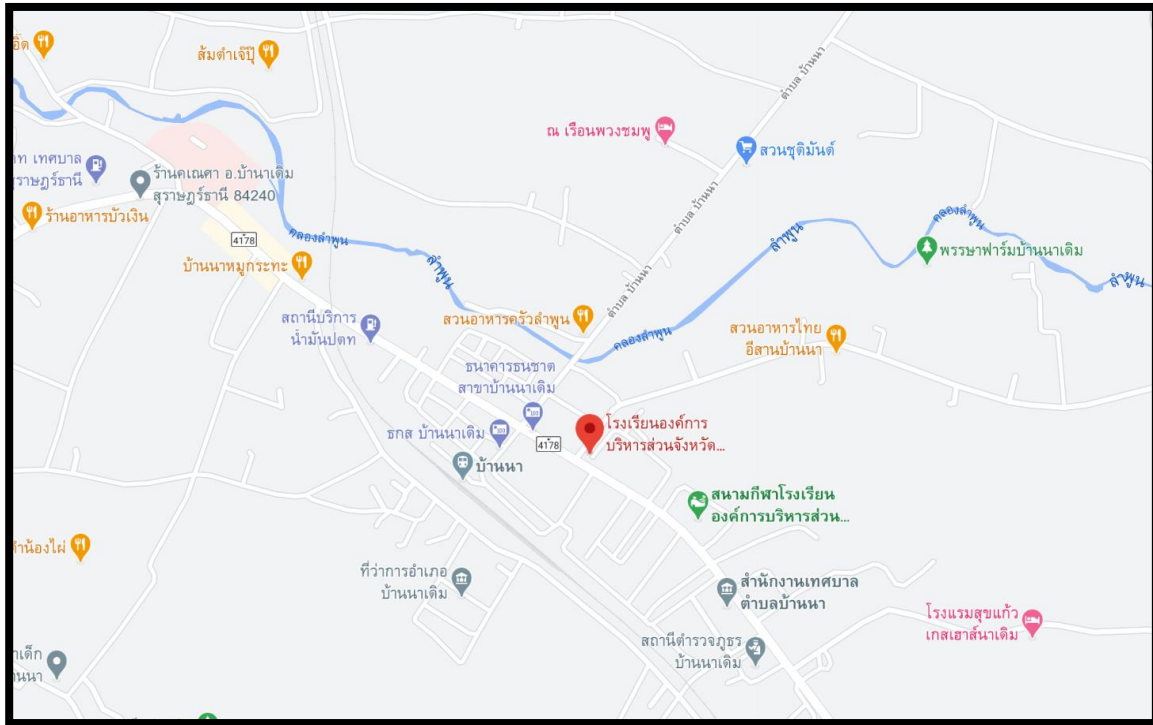 ส้มตำเจ๊ปุ๊
ตำบล บ้านนา
ณ เรือนพวงชมพู
สวนชุติมันต์
เทศบาล
สุราษฎร์ธานี
ร้านคเณศา อ.บ้านาเดิม
สุราษฎร์ธานี 84240
ร้านอาหารบัวเงิน
ตำบล บ้านนา
คลองลำพูน
พรรษาฟาร์มบ้านนาเดิม
4178
คลองลำพูน
ลำพูน
ลำพูน
ลำพูน
บ้านนาหมูกระทะ
ตำบล บ้านนา
สถานีบริการ
น้ำมันปตท
สวนอาหารครัวลำพูน
คลองลำพูน
สวนอาหารไทย
อีสานบ้านนา
ธนาคารธนชาต
สาขาบ้านนาเดิม
ธกส บ้านนาเดิม
4178
โรงเรียนองค์การ
บริหารส่วนจังหวัด...
บ้านนา
สนามกีฬาโรงเรียน
องค์การบริหารส่วน...
ที่ว่าการอำเภอ
บ้านนาเดิม
สำนักงานเทศบาล
ตำบลบ้านนา
โรงแรมสุขแก้ว
เกสเฮาส์นาเดิม
สถานีตำรวจภูธร
บ้านนาเดิม